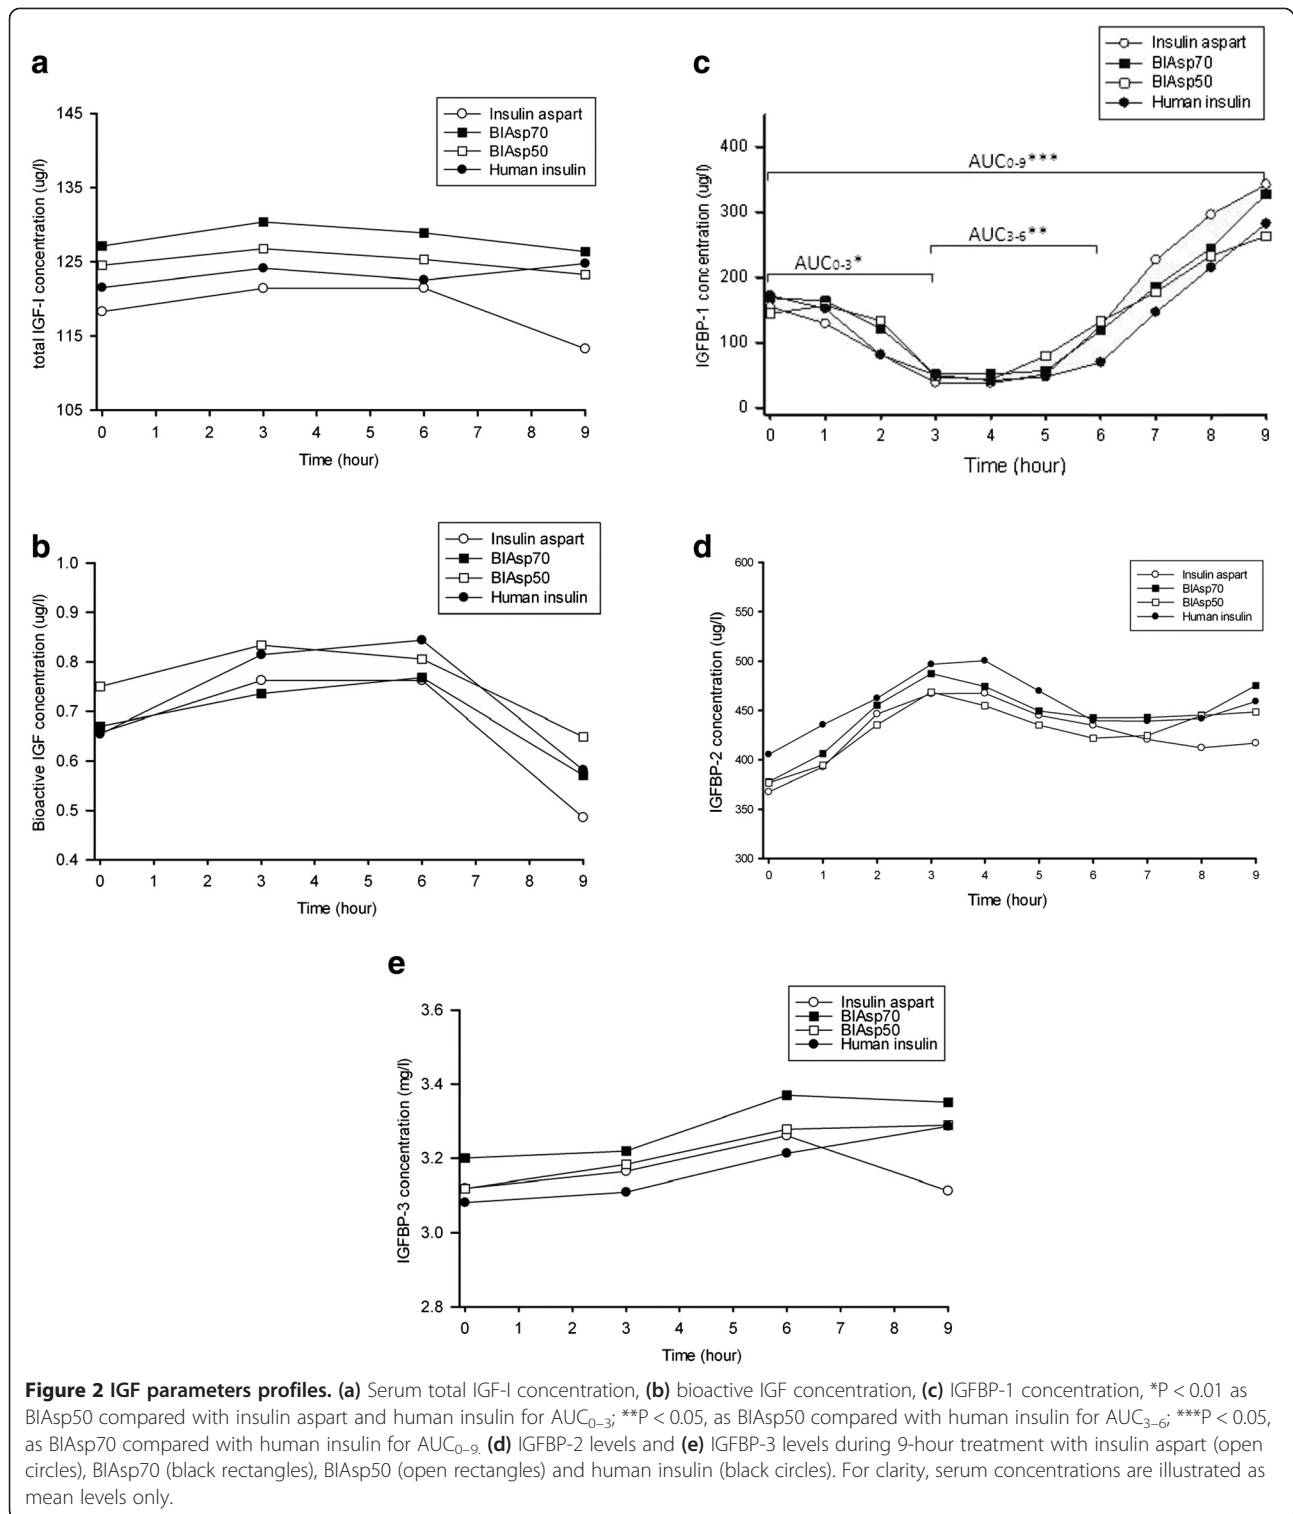 a
Insulin aspart
BIAsp70
BIAsp50
Human insulin
total IGF-I concentration (ug/l)
145
135
125
115
105
0 1 2 3 4 5 6 7 8 9
Time (hour)
c
Insulin aspart
BIAsp70
BIAsp50
Human insulin
IGFBP-1 concentration (ug/l)
400
300
200
100
0
AUC0-9***
AUC3-6**
AUC0-3*
0 1 2 3 4 5 6 7 8 9
Time (hour)
b
Insulin aspart
BIAsp70
BIAsp50
Human insulin
Bioactive IGF concentration (ug/l)
1.0
0.9
0.8
0.7
0.6
0.5
0.4
0 1 2 3 4 5 6 7 8 9
Time (hour)
d
Insulin aspart
BIAsp70
BIAsp50
Human insulin
IGFBP-2 concentration (ug/l)
600
550
500
450
400
350
300
0 1 2 3 4 5 6 7 8 9
Time (hour)
e
Insulin aspart
BIAsp70
BIAsp50
Human insulin
IGFBP-3 concentration (mg/l)
3.6
3.4
3.2
3.0
2.8
0 1 2 3 4 5 6 7 8 9
Time (hour)
Figure 2 IGF parameters profiles. (a) Serum total IGF-I concentration, (b) bioactive IGF concentration, (c) IGFBP-1 concentration, *P < 0.01 as
BIAsp50 compared with insulin aspart and human insulin for AUC0–3; **P < 0.05, as BIAsp50 compared with human insulin for AUC3–6; ***P < 0.05,
as BIAsp70 compared with human insulin for AUC0–9. (d) IGFBP-2 levels and (e) IGFBP-3 levels during 9-hour treatment with insulin aspart (open
circles), BIAsp70 (black rectangles), BIAsp50 (open rectangles) and human insulin (black circles). For clarity, serum concentrations are illustrated as
mean levels only.